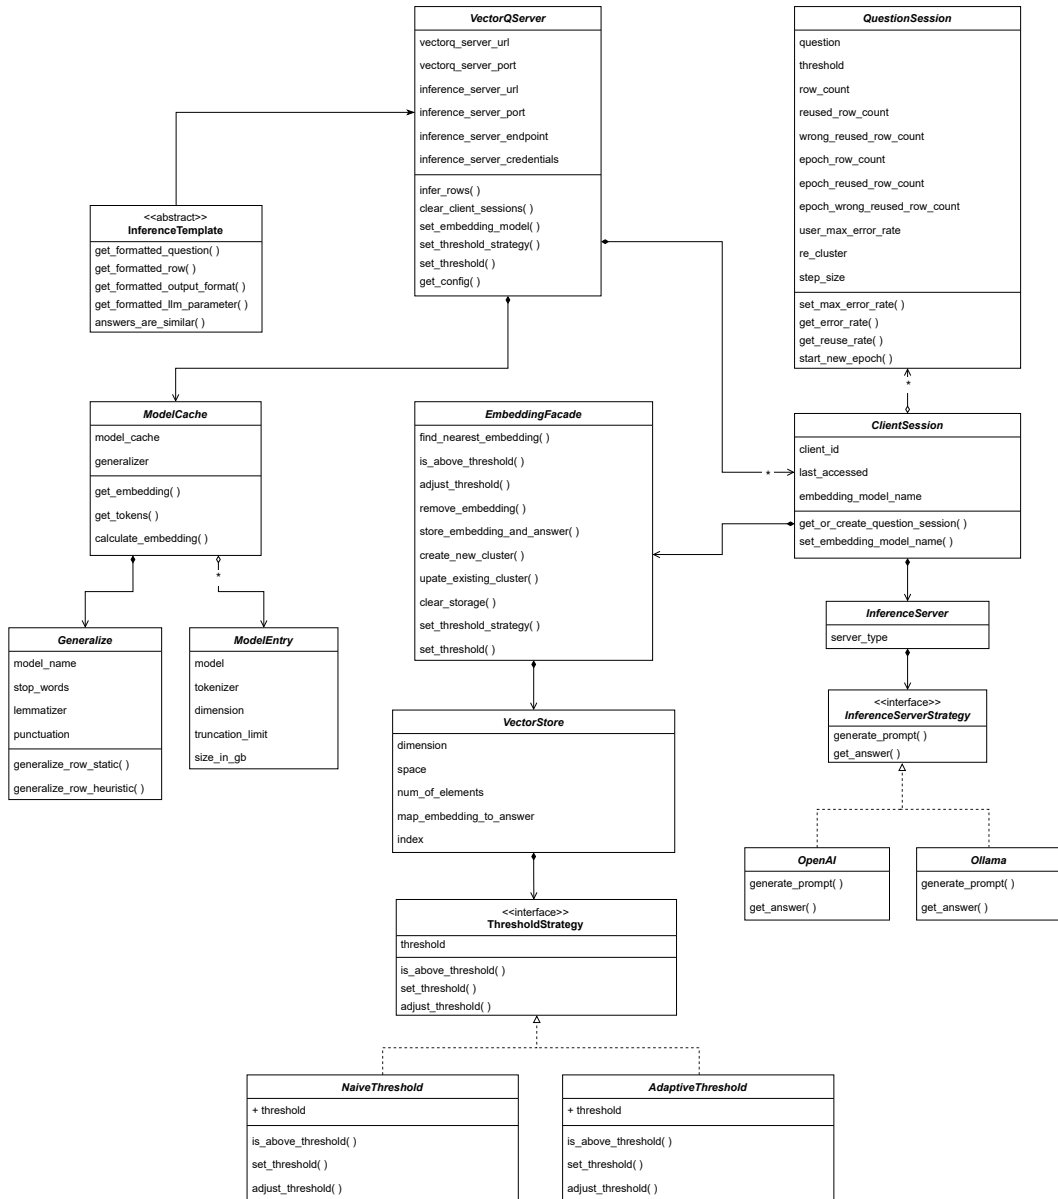 VectorQServer
vectorq_server_url
vectorq_server_port
inference_server_url
inference_server_port
inference_server_endpoint
inference_server_credentials
infer_rows( )
clear_client_sessions( )
set_embedding_model( )
set_threshold_strategy( )
set_threshold( )
get_config( )
QuestionSession
question
threshold
row_count
reused_row_count
wrong_reused_row_count
epoch_row_count
epoch_reused_row_count
epoch_wrong_reused_row_count
user_max_error_rate
re_cluster
step_size
set_max_error_rate( )
get_error_rate( )
get_reuse_rate( )
start_new_epoch( )
<<abstract>>
InferenceTemplate
get_formatted_question( )
get_formatted_row( )
get_formatted_output_format( )
get_formatted_llm_parameter( )
answers_are_similar( )
*
ModelCache
model_cache
generalizer
get_embedding( )
get_tokens( )
calculate_embedding( )
EmbeddingFacade
find_nearest_embedding( )
is_above_threshold( )
adjust_threshold( )
remove_embedding( )
store_embedding_and_answer( )
create_new_cluster( )
upate_existing_cluster( )
clear_storage( )
set_threshold_strategy( )
set_threshold( )
*
ClientSession
client_id
last_accessed
embedding_model_name
get_or_create_question_session( )
set_embedding_model_name( )
*
Generalize
model_name
stop_words
lemmatizer
punctuation
generalize_row_static( )
generalize_row_heuristic( )
ModelEntry
model
tokenizer
dimension
truncation_limit
size_in_gb
InferenceServer
server_type
<<interface>>
InferenceServerStrategy
generate_prompt( )
get_answer( )
VectorStore
dimension
space
num_of_elements
map_embedding_to_answer
index
OpenAI
generate_prompt( )
get_answer( )
Ollama
generate_prompt( )
get_answer( )
<<interface>>
ThresholdStrategy
threshold
is_above_threshold( )
set_threshold( )
adjust_threshold( )
NaiveThreshold
+ threshold
is_above_threshold( )
set_threshold( )
adjust_threshold( )
AdaptiveThreshold
+ threshold
is_above_threshold( )
set_threshold( )
adjust_threshold( )